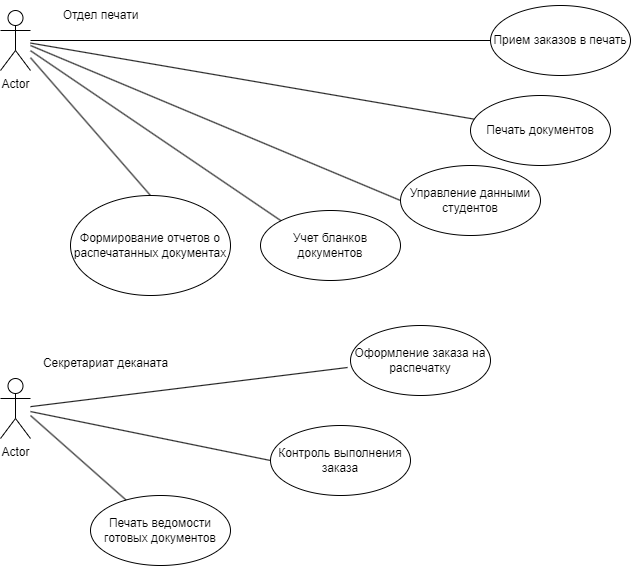 Отдел печати
Actor
Прием заказов в печать
Печать документов
Управление данными
студентов
Формирование отчетов о
распечатанных документах
Учет бланков
документов
Секретариат деканата
Actor
Оформление заказа на
распечатку
Контроль выполнения
заказа
Печать ведомости
готовых документов